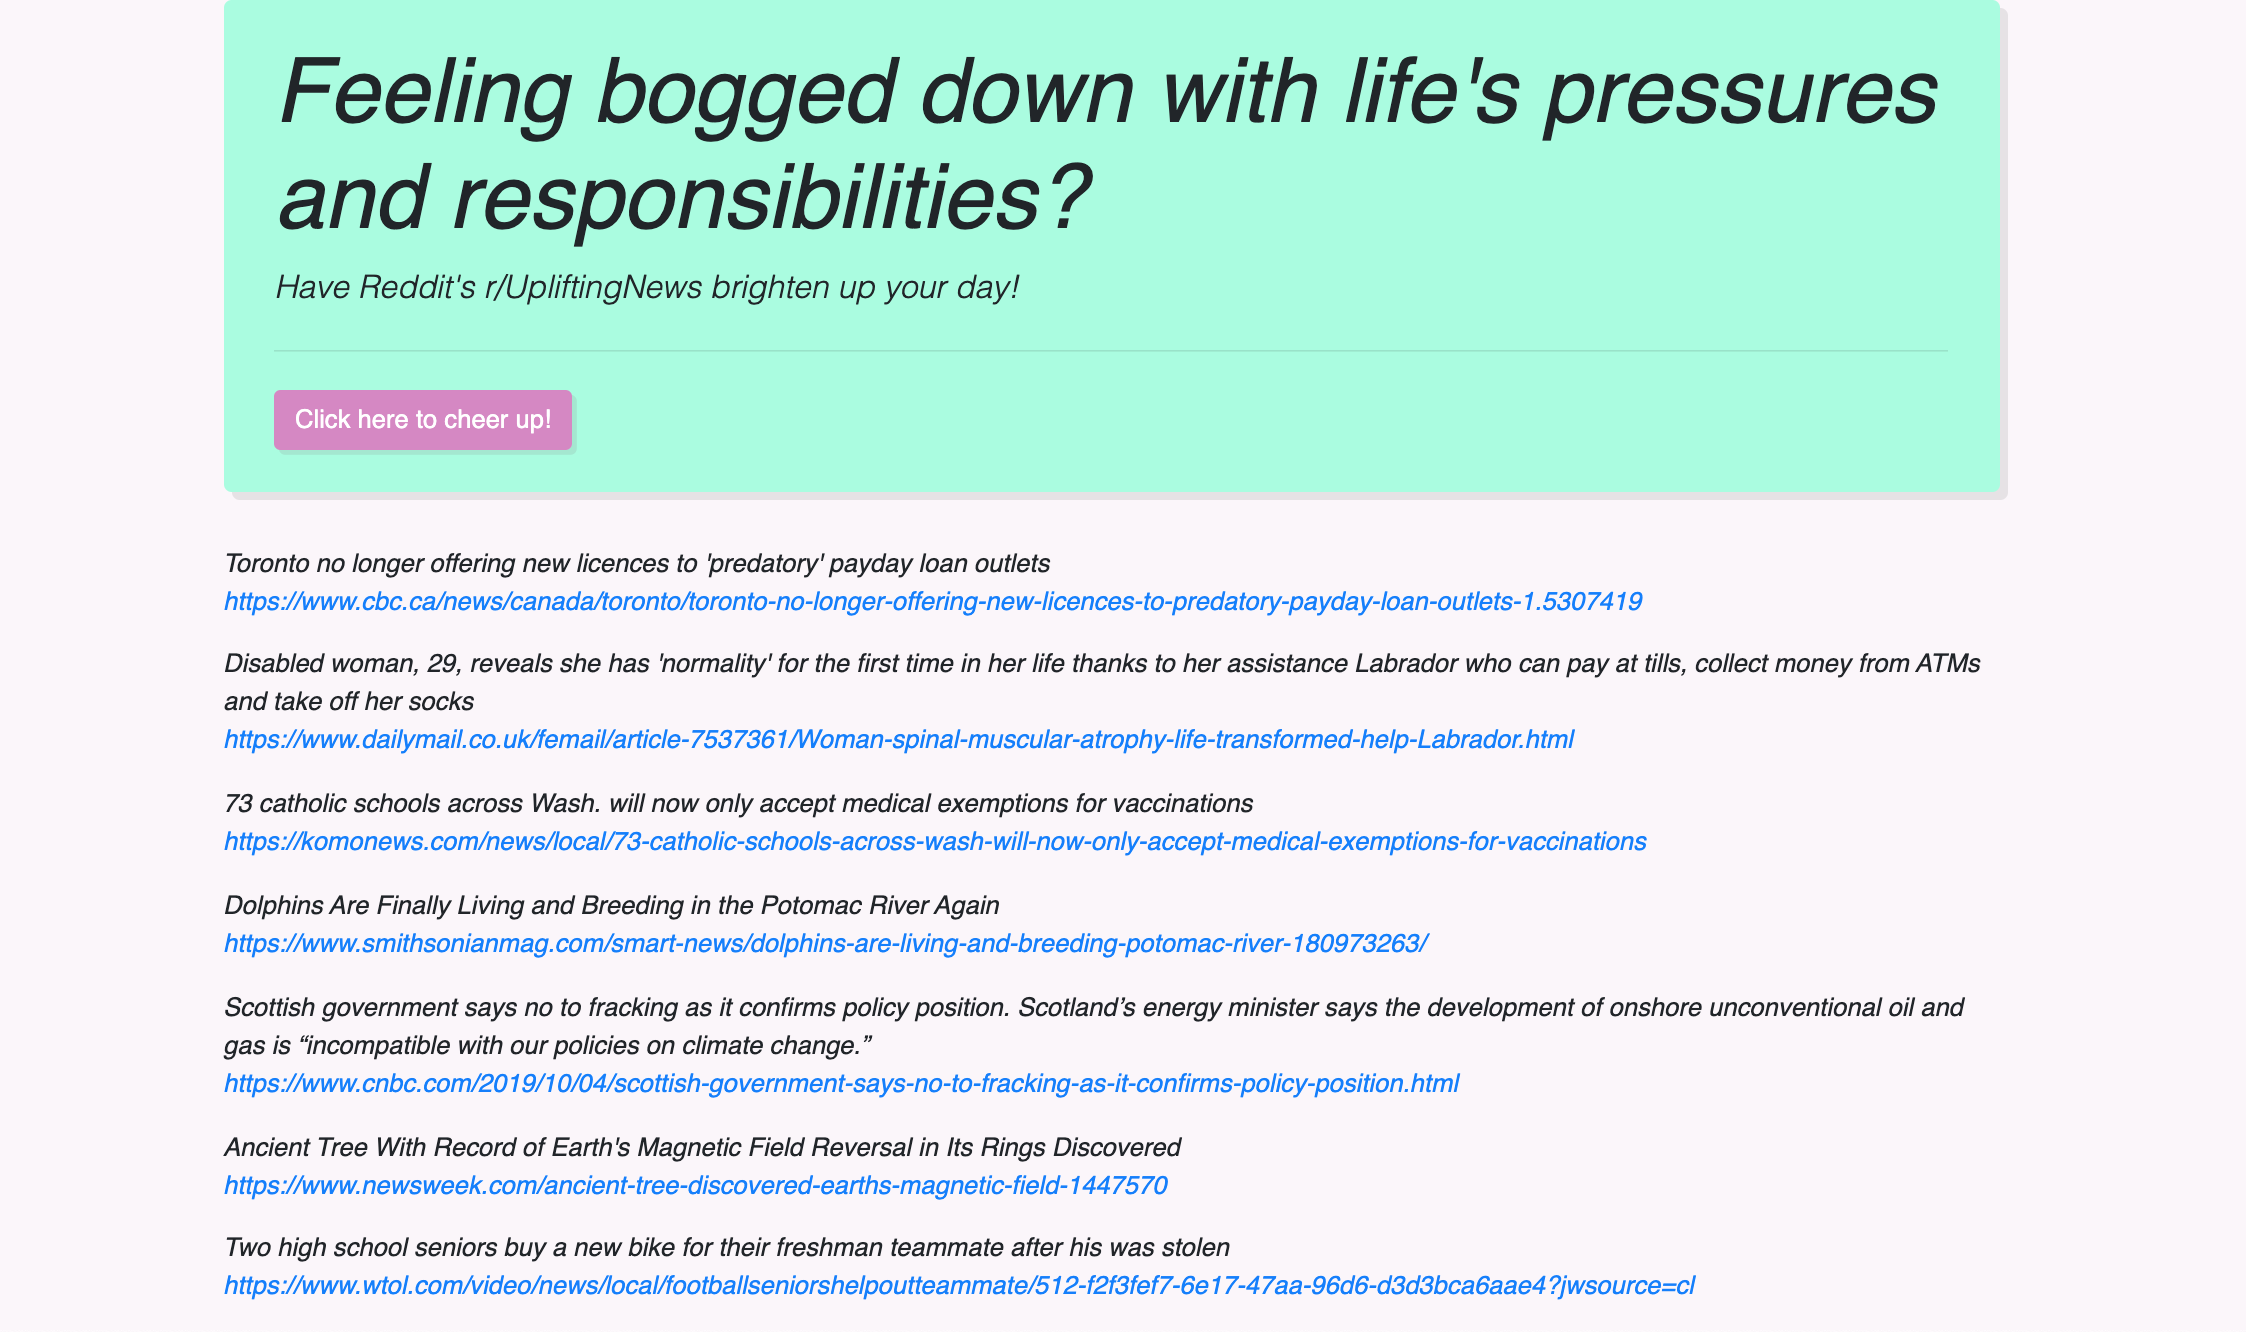 Feeling bogged down with life's pressures
and responsibilities?
Have Reddit's r/UpliftingNews brighten up your day!
Click here to cheer up!
Toronto no longer offering new licences to 'predatory' payday loan outlets
https://www.cbc.ca/news/canada/toronto/toronto-no-longer-offering-new-licences-to-predatory-payday-loan-outlets-1.5307419
Disabled woman, 29, reveals she has 'normality' for the first time in her life thanks to her assistance Labrador who can pay at tills, collect money from ATMs
and take off her socks
https://www.dailymail.co.uk/femail/article-7537361/Woman-spinal-muscular-atrophy-life-transformed-help-Labrador.html
73 catholic schools across Wash. will now only accept medical exemptions for vaccinations
https://komonews.com/news/local/73-catholic-schools-across-wash-will-now-only-accept-medical-exemptions-for-vaccinations
Dolphins Are Finally Living and Breeding in the Potomac River Again
https://www.smithsonianmag.com/smart-news/dolphins-are-living-and-breeding-potomac-river-180973263/
Scottish government says no to fracking as it confirms policy position. Scotland’s energy minister says the development of onshore unconventional oil and
gas is “incompatible with our policies on climate change.”
https://www.cnbc.com/2019/10/04/scottish-government-says-no-to-fracking-as-it-confirms-policy-position.html
Ancient Tree With Record of Earth's Magnetic Field Reversal in Its Rings Discovered
https://www.newsweek.com/ancient-tree-discovered-earths-magnetic-field-1447570
Two high school seniors buy a new bike for their freshman teammate after his was stolen
https://www.wtol.com/video/news/local/footballseniorshelpoutteammate/512-f2f3fef7-6e17-47aa-96d6-d3d3bca6aae4?jwsource=cl